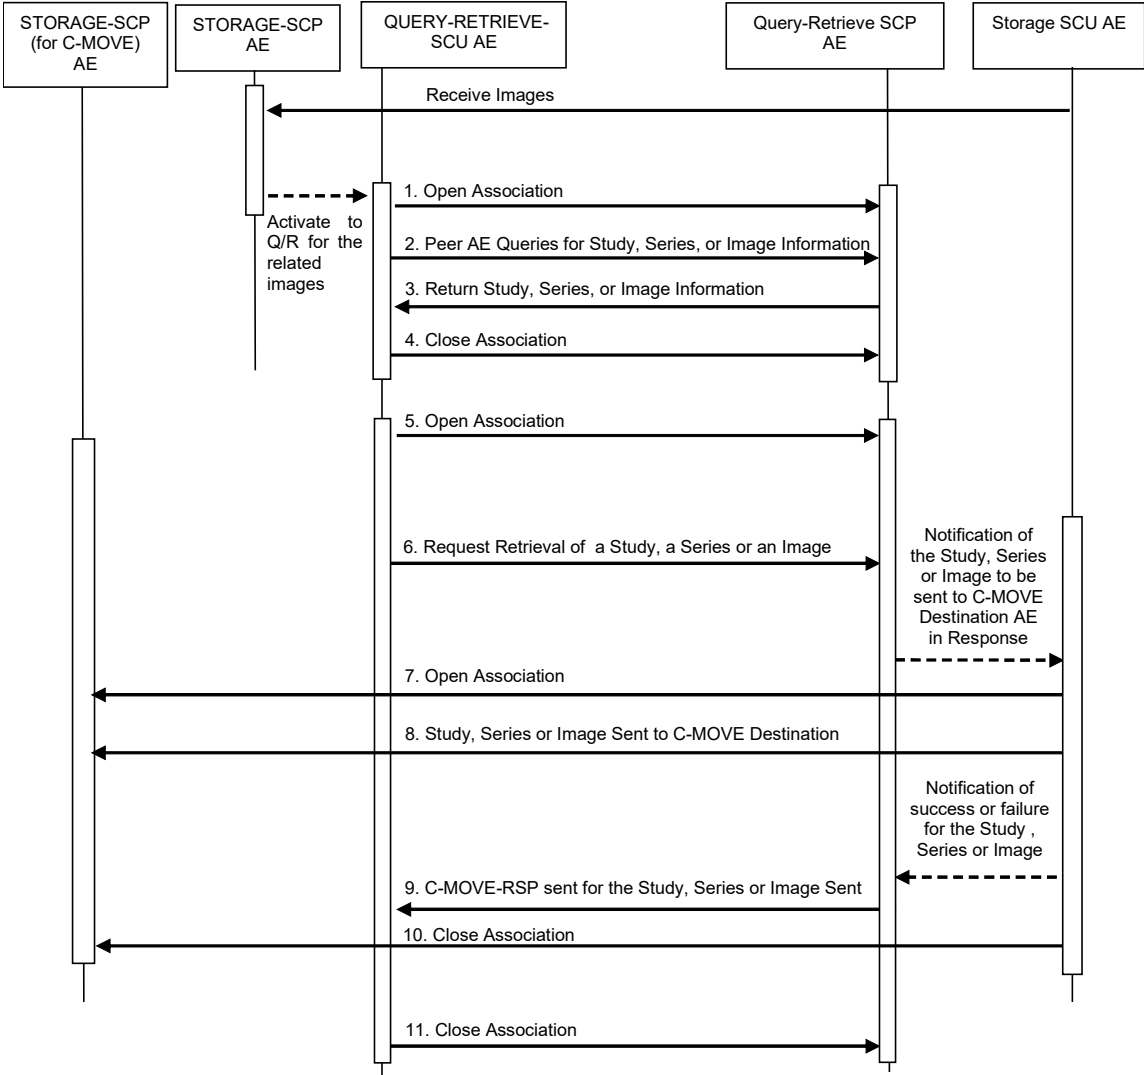 STORAGE-SCP
(for C-MOVE)
AE
STORAGE-SCP
AE
QUERY-RETRIEVE-
SCU AE
Query-Retrieve SCP
AE
Storage SCU AE
Receive Images
1. Open Association
Activate to
Q/R for the
related
images
2. Peer AE Queries for Study, Series, or Image Information
3. Return Study, Series, or Image Information
4. Close Association
5. Open Association
6. Request Retrieval of a Study, a Series or an Image
Notification of
the Study, Series
or Image to be
sent to C-MOVE
Destination AE
in Response
7. Open Association
8. Study, Series or Image Sent to C-MOVE Destination
Notification of
success or failure
for the Study ,
Series or Image
9. C-MOVE-RSP sent for the Study, Series or Image Sent
10. Close Association
11. Close Association